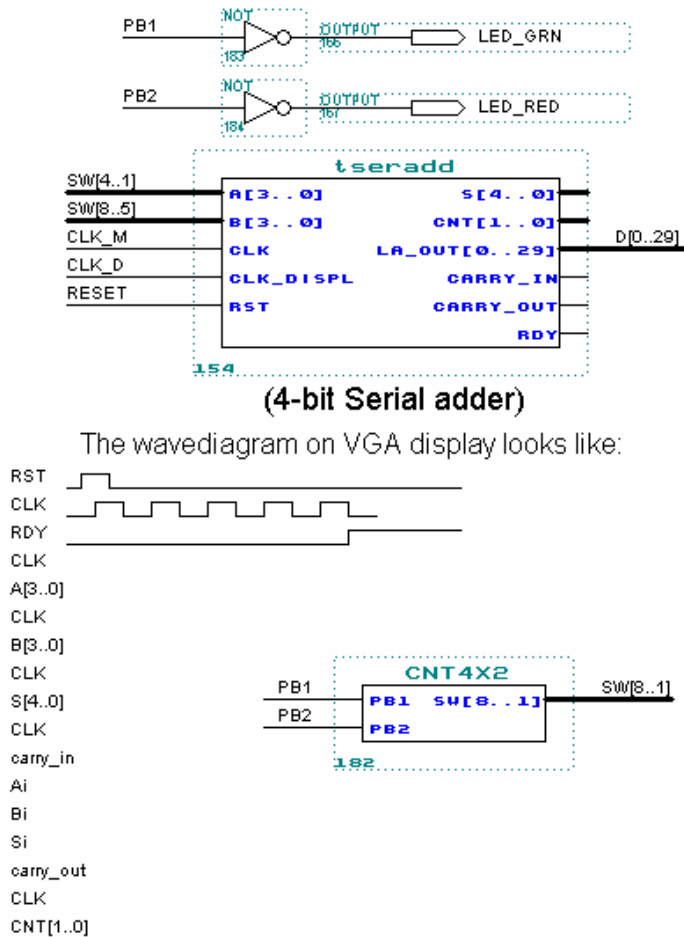 NOT
PB1
OUTPUT
166
LED_GRN
183
NOT
PB2
OUTPUT
167
LED_RED
184
tseradd
SW[4..1]
A[3..0]
S[4..0]
SW[8..5]
B[3..0]
CNT[1..0]
CLK_M
CLK
LA_OUT[0..29]
D[0..29]
CLK_D
CLK_DISPL
CARRY_IN
RESET
RST
CARRY_OUT
RDY
154
(4-bit Serial adder)
The wavediagram on VGA display looks like:
RST
CLK
RDY
CLK
A[3..0]
CLK
B[3..0]
CLK
S[4..0]
CLK
carry_in
Ai
Bi
Si
carry_out
CLK
CNT[1..0]
CNT4X2
PB1
PB1
SW[8..1]
SW[8..1]
PB2
PB2
182